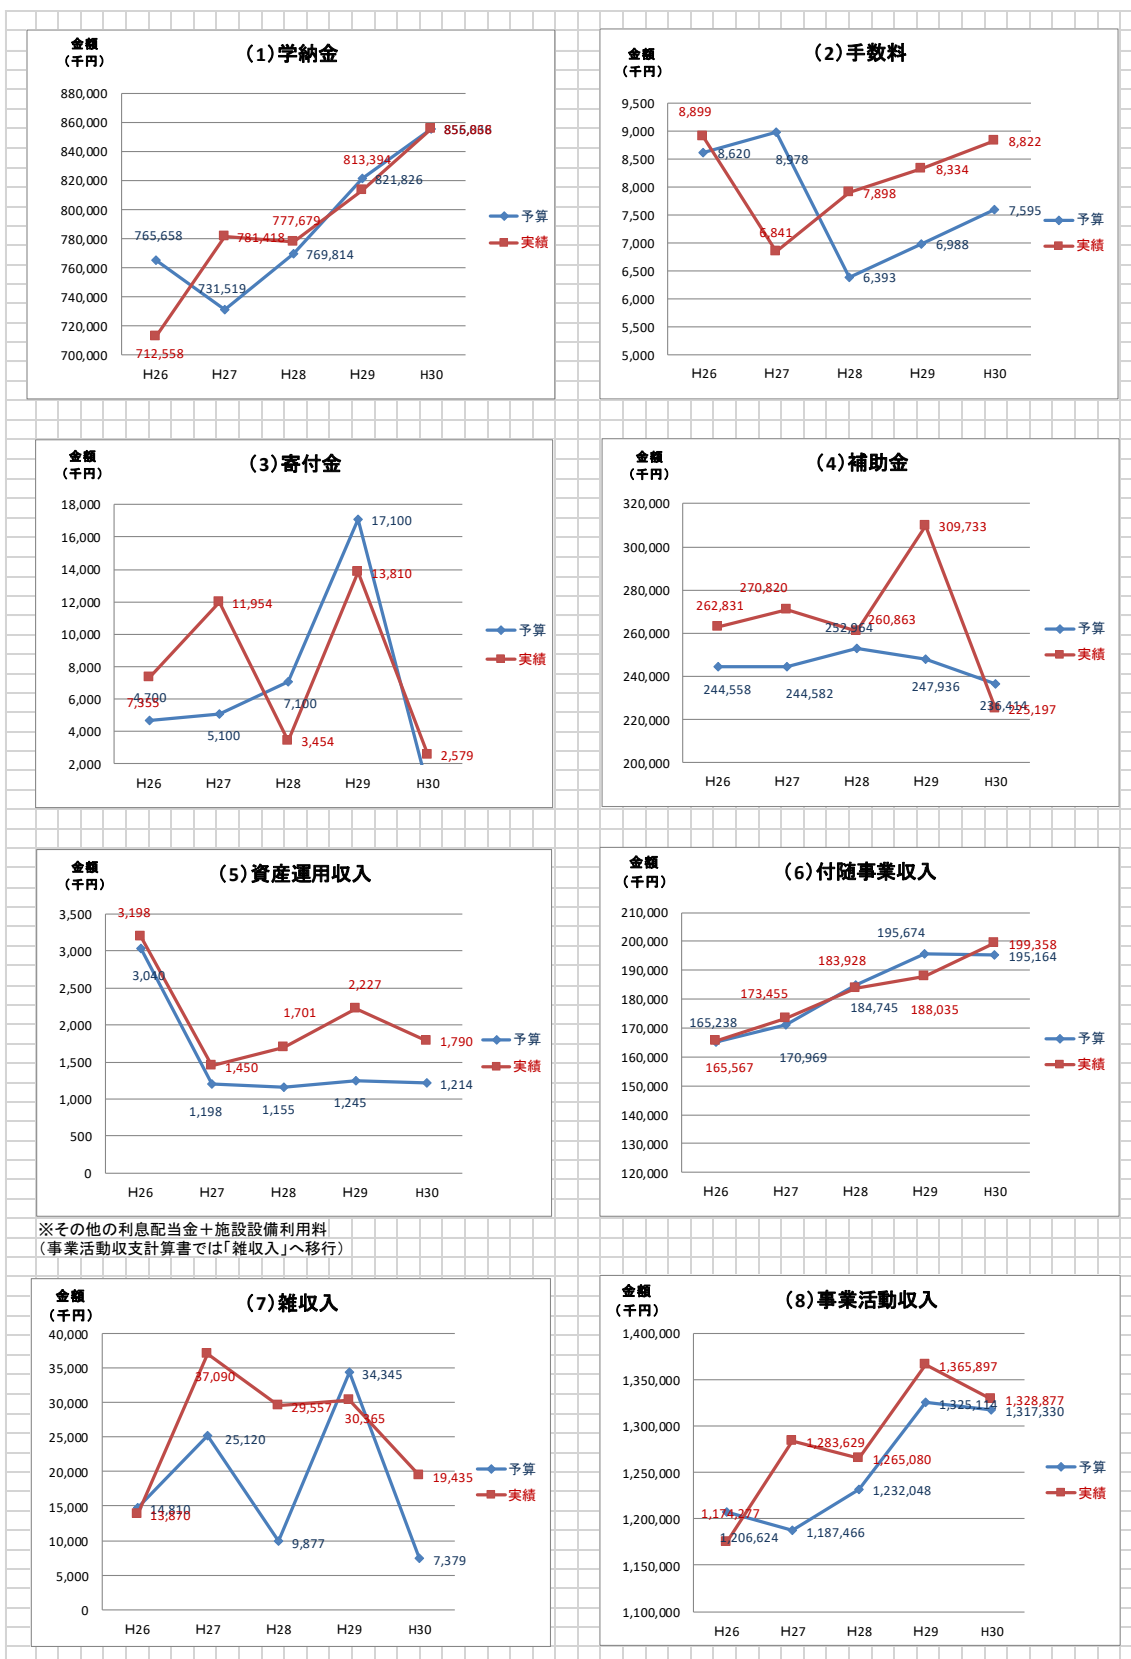 金額
（千円）
（1）学納金
880,000
860,000
840,000
820,000
800,000
780,000
760,000
740,000
720,000
700,000
765,658
731,519
769,814
821,826
712,558
781,418
777,679
813,394
H26
H27
H28
H29
H30
予算
実績
金額
（千円）
（2）手数料
9,500
9,000
8,500
8,000
7,500
7,000
6,500
6,000
5,500
5,000
8,899
8,620
8,978
6,841
7,898
6,393
8,334
6,988
8,822
7,595
H26
H27
H28
H29
H30
予算
実績
金額
（千円）
（3）寄付金
18,000
16,000
14,000
12,000
10,000
8,000
6,000
4,000
2,000
4,700
7,355
11,954
5,100
7,100
3,454
17,100
13,810
2,579
H26
H27
H28
H29
H30
予算
実績
金額
（千円）
（4）補助金
320,000
300,000
280,000
260,000
240,000
220,000
200,000
262,831
270,820
260,863
309,733
225,197
244,558
244,582
252,964
247,936
236,414
H26
H27
H28
H29
H30
予算
実績
金額
（千円）
（5）資産運用収入
3,500
3,000
2,500
2,000
1,500
1,000
500
0
3,198
3,040
1,450
1,198
1,701
1,155
2,227
1,245
1,790
1,214
H26
H27
H28
H29
H30
予算
実績
※その他の利息配当金＋施設設備利用料
（事業活動収支計算書では「雑収入」へ移行）
金額
（千円）
（6）付随事業収入
210,000
200,000
190,000
180,000
170,000
160,000
150,000
140,000
130,000
120,000
165,238
165,567
173,455
170,969
183,928
184,745
195,674
188,035
199,358
195,164
H26
H27
H28
H29
H30
予算
実績
金額
（千円）
（7）雑収入
40,000
35,000
30,000
25,000
20,000
15,000
10,000
5,000
0
14,810
13,870
37,090
25,120
29,557
9,877
34,345
30,365
19,435
7,379
H26
H27
H28
H29
H30
予算
実績
金額
（千円）
（8）事業活動収入
1,400,000
1,350,000
1,300,000
1,250,000
1,200,000
1,150,000
1,100,000
1,174,277
1,206,624
1,283,629
1,187,466
1,265,080
1,232,048
1,365,897
1,325,114
1,328,877
1,317,330
H26
H27
H28
H29
H30
予算
実績